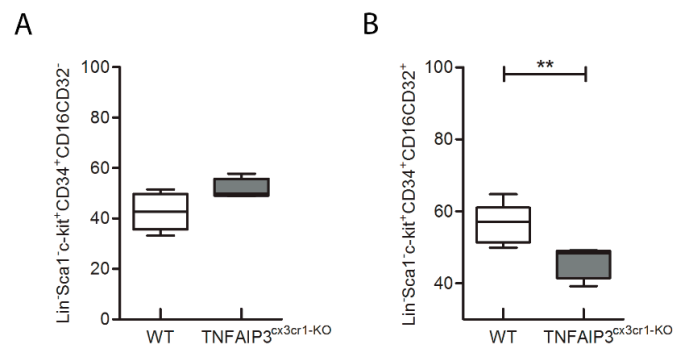 A
Lin⁻Sca1⁻c-kit⁺CD34⁺CD16CD32⁻
100
80
60
40
20
0
WT
TNFAIP3ᶜˣ³ᶜʳ¹⁻ᴷᴼ
B
Lin⁻Sca1⁻c-kit⁺CD34⁺CD16CD32⁺
100
80
60
40
**
WT
TNFAIP3ᶜˣ³ᶜʳ¹⁻ᴷᴼ